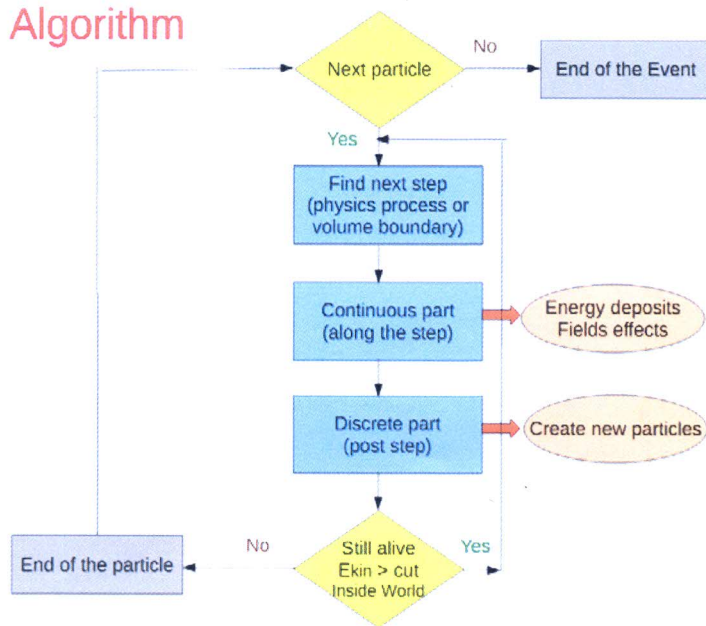 Algorithm
Next particle
No
End of the Event
Yes
Find next step
(physics process or
volume boundary)
Continuous part
(along the step)
Energy deposits
Fields effects
Discrete part
(post step)
Create new particles
End of the particle
No
Still alive
Ekin > cut
Inside World
Yes